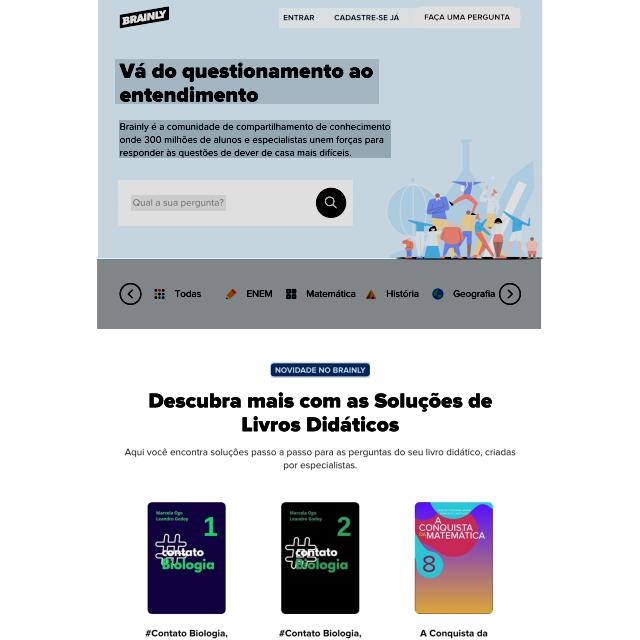 BRAINLY
ENTRAR CADASTRE-SE JÁ FAÇA UMA PERGUNTA
Vá do questionamento ao
entendimento
Brainly é a comunidade de compartilhamento de conhecimento
onde 300 milhões de alunos e especialistas unem forças para
responder às questões de dever de casa mais difíceis.
Qual a sua pergunta?
Todas ENEM Matemática História Geografia
NOVIDADE NO BRAINLY
Descubra mais com as Soluções de
Livros Didáticos
Aqui você encontra soluções passo a passo para as perguntas do seu livro didático, criadas
por especialistas.
Marcela Ogo
Leandro Godoy
1
#
contato
Biologia
Marcela Ogo
Leandro Godoy
2
#
contato
Biologia
A
CONQUISTA
DA MATEMÁTICA
8
#Contato Biologia,
#Contato Biologia,
A Conquista da